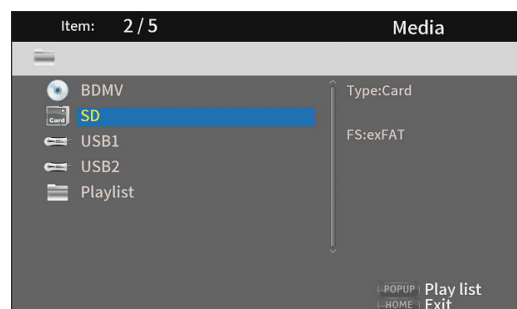 Item: 2/5 Media
BDMV
Type:Card
Card SD
FS:exFAT
USB1
USB2
Playlist
POPUP Play list
HOME Exit